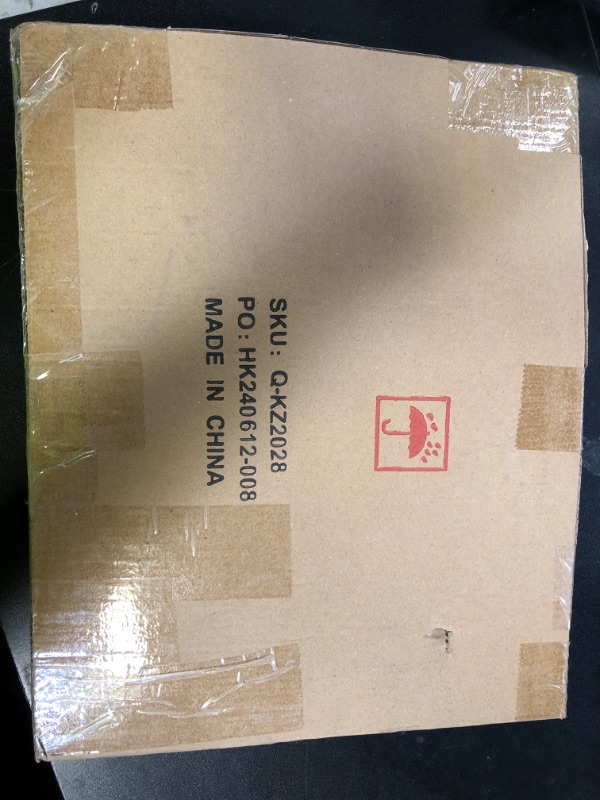 SKU: Q-KZ2028
PO: HK240612-008
MADE IN CHINA